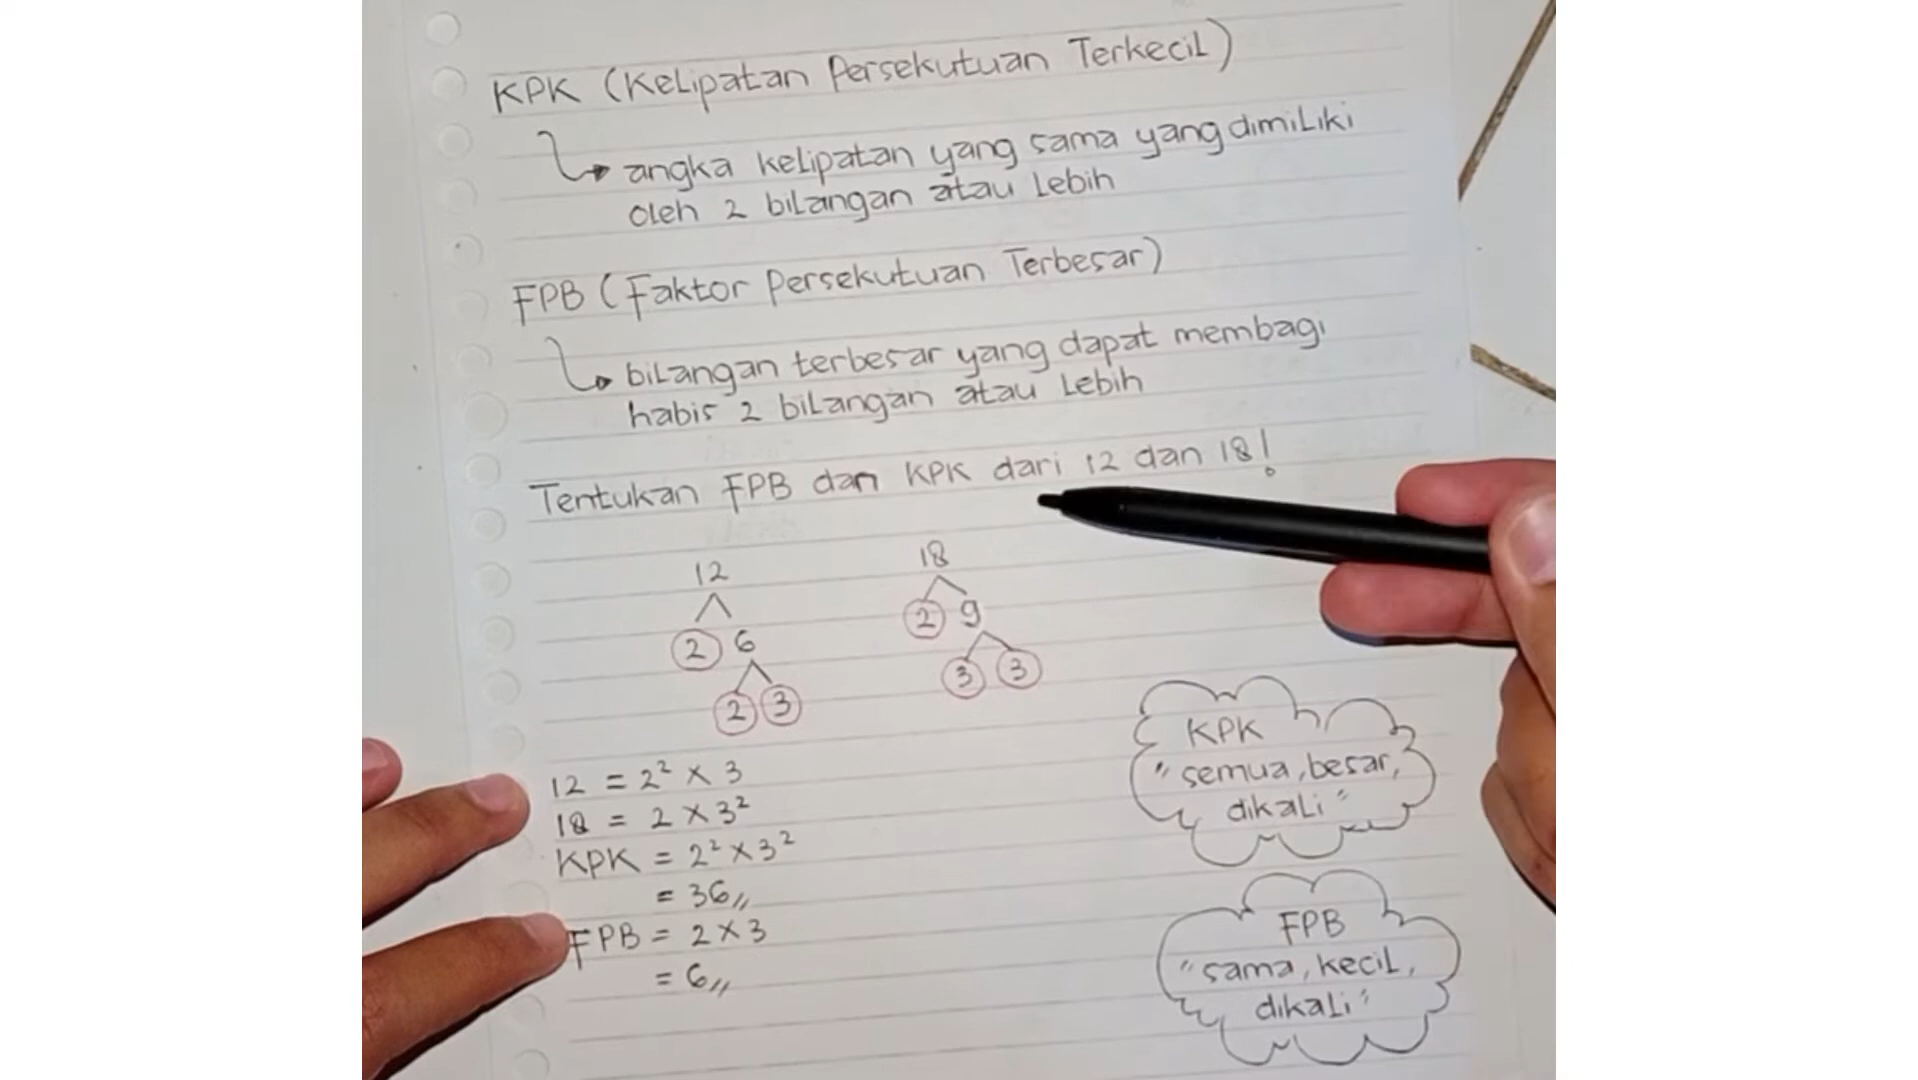 KPK (Kelipatan Persekutuan Terkecil)
angka kelipatan yang sama yang dimiliki
oleh 2 bilangan atau lebih
FPB (Faktor Persekutuan Terbesar)
bilangan terbesar yang dapat membagi
habis 2 bilangan atau lebih
Tentukan FPB dan KPK dari 12 dan 18!
12
2 6
2 3
18
2 9
3 3
12 = 2² × 3
18 = 2 × 3²
KPK = 2² × 3²
= 36,,
FPB = 2 × 3
= 6,,
KPK
"semua, besar,
dikali"
FPB
"sama, kecil,
dikali"